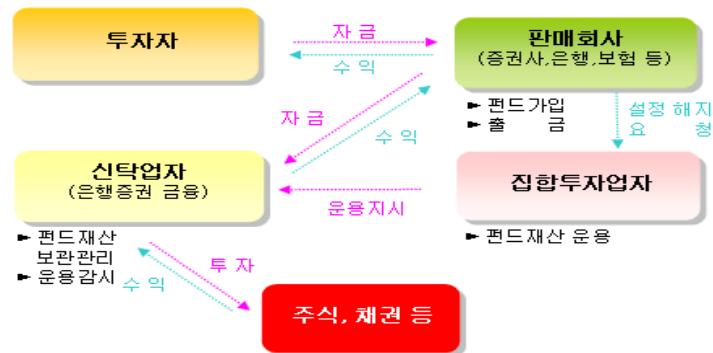 투자자
자 금
수 익
판매회사
(증권사,은행,보험 등)
► 펀드가입
► 출 금
설정 해지
요 청
자 금
수 익
신탁업자
(은행증권 금융)
► 펀드재산
보관관리
► 운용감시
운용지시
집합투자업자
► 펀드재산 운용
투 자
수 익
주식, 채권 등